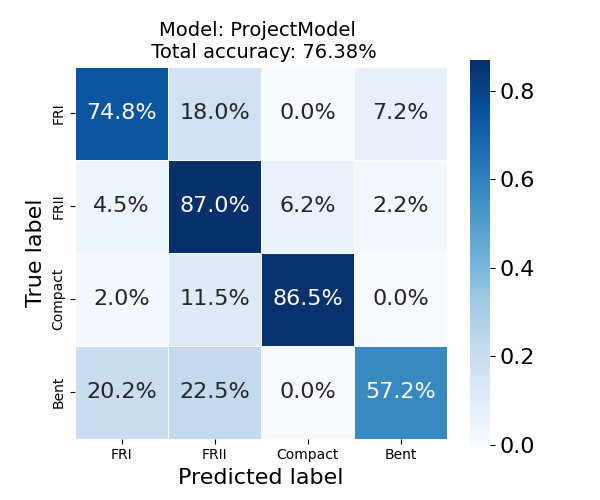 Model: ProjectModel
Total accuracy: 76.38%
True label
FRI
74.8% 18.0% 0.0% 7.2%
FRII
4.5% 87.0% 6.2% 2.2%
Compact
2.0% 11.5% 86.5% 0.0%
Bent
20.2% 22.5% 0.0% 57.2%
FRI FRII Compact Bent
Predicted label
0.8
0.6
0.4
0.2
0.0